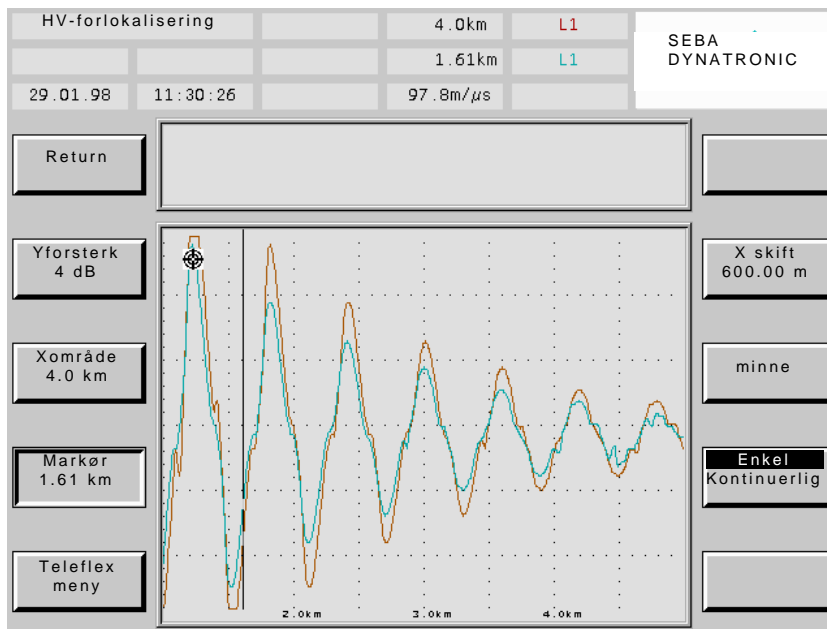 HV-forlokalisering 4.0km L1
1.61km L1
SEBA
DYNATRONIC
29.01.98 11:30:26 97.8m/µs
Return
Yforsterk
4 dB
X skift
600.00 m
Xområde
4.0 km
minne
Markør
1.61 km
Enkel
Kontinuerlig
Teleflex
meny
2.0km 3.0km 4.0km